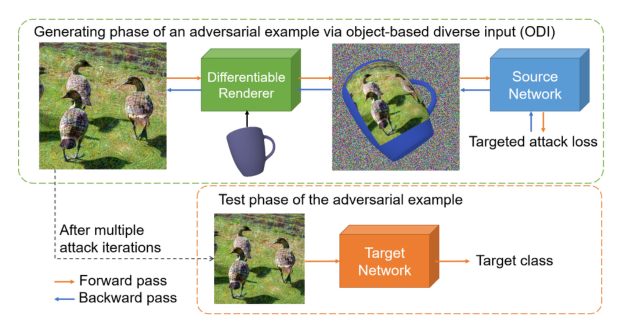 Generating phase of an adversarial example via object-based diverse input (ODI)
Differentiable
Renderer
Source
Network
Targeted attack loss
Test phase of the adversarial example
After multiple
attack iterations
Target
Network
Target class
Forward pass
Backward pass